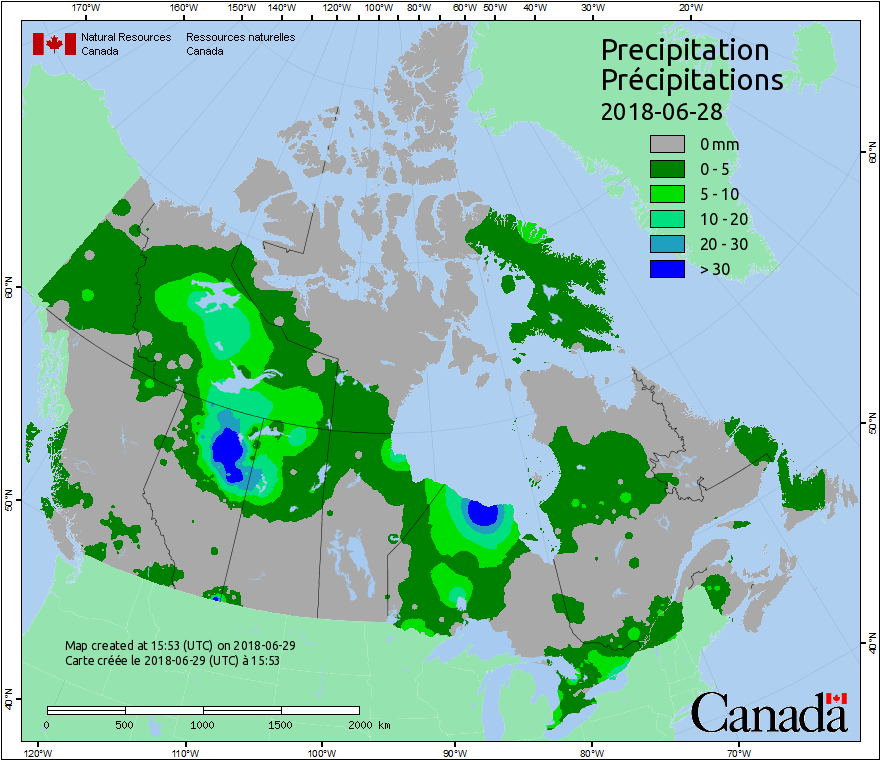 170°W 160°W 150°W 140°W 120°W 100°W 80°W 60°W 50°W 40°W 30°W 20°W
Natural Resources Ressources naturelles
Canada Canada
Precipitation
Précipitations
2018-06-28
0 mm
0 - 5
5 - 10
10 - 20
20 - 30
> 30
60°N
60°N
50°N
50°N
40°N
40°N
Map created at 15:53 (UTC) on 2018-06-29
Carte créée le 2018-06-29 (UTC) à 15:53
0 500 1000 1500 2000 km
Canada
120°W 110°W 100°W 90°W 80°W 70°W